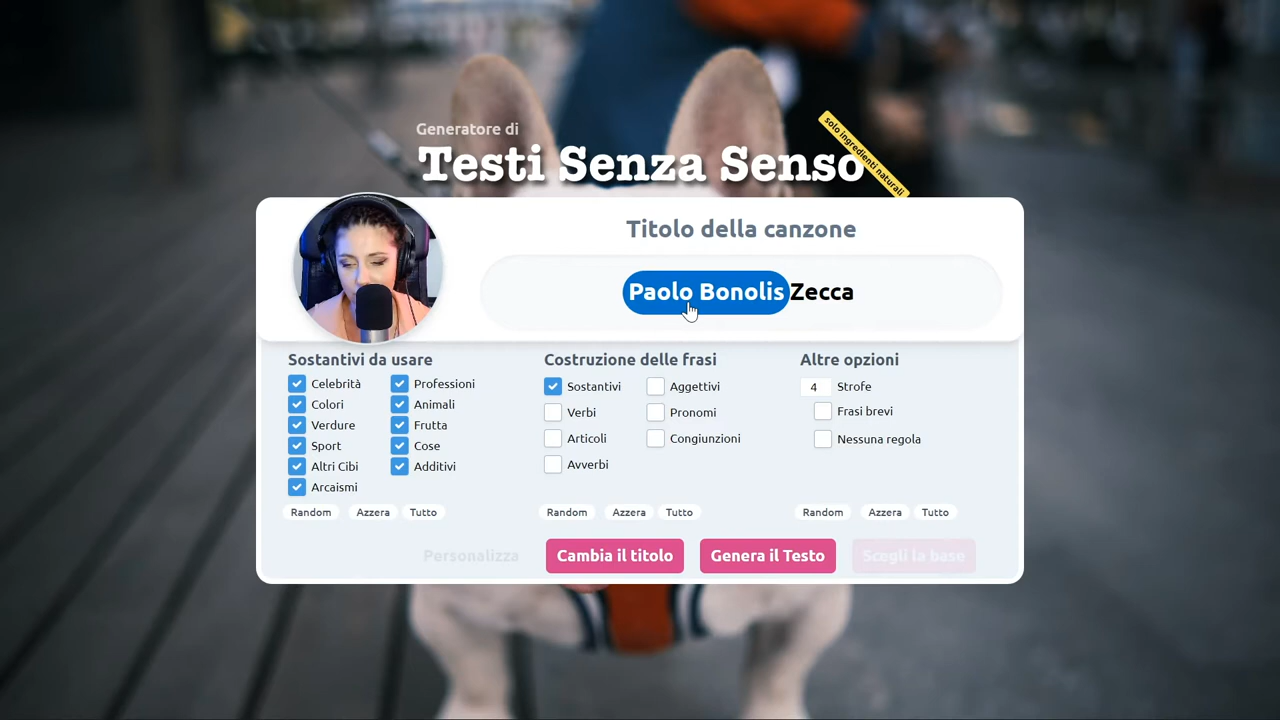 Generatore di
Testi Senza Senso
solo ingredienti naturali
Titolo della canzone
Paolo Bonolis Zecca
Sostantivi da usare
Celebrità
Professioni
Colori
Animali
Verdure
Frutta
Sport
Cose
Altri Cibi
Additivi
Arcaismi
Random
Azzera
Tutto
Costruzione delle frasi
Sostantivi
Aggettivi
Verbi
Pronomi
Articoli
Congiunzioni
Avverbi
Random
Azzera
Tutto
Altre opzioni
4 Strofe
Frasi brevi
Nessuna regola
Random
Azzera
Tutto
Personalizza
Cambia il titolo
Genera il Testo
Scegli la base